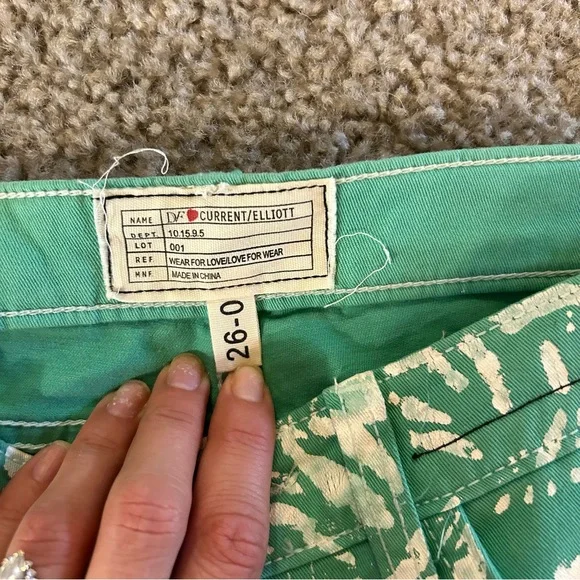 NAME DVF CURRENT/ELLIOTT
DEPT. 10.15.9.5
LOT 001
REF. WEAR FOR LOVE/LOVE FOR WEAR
MNF. MADE IN CHINA
26-0